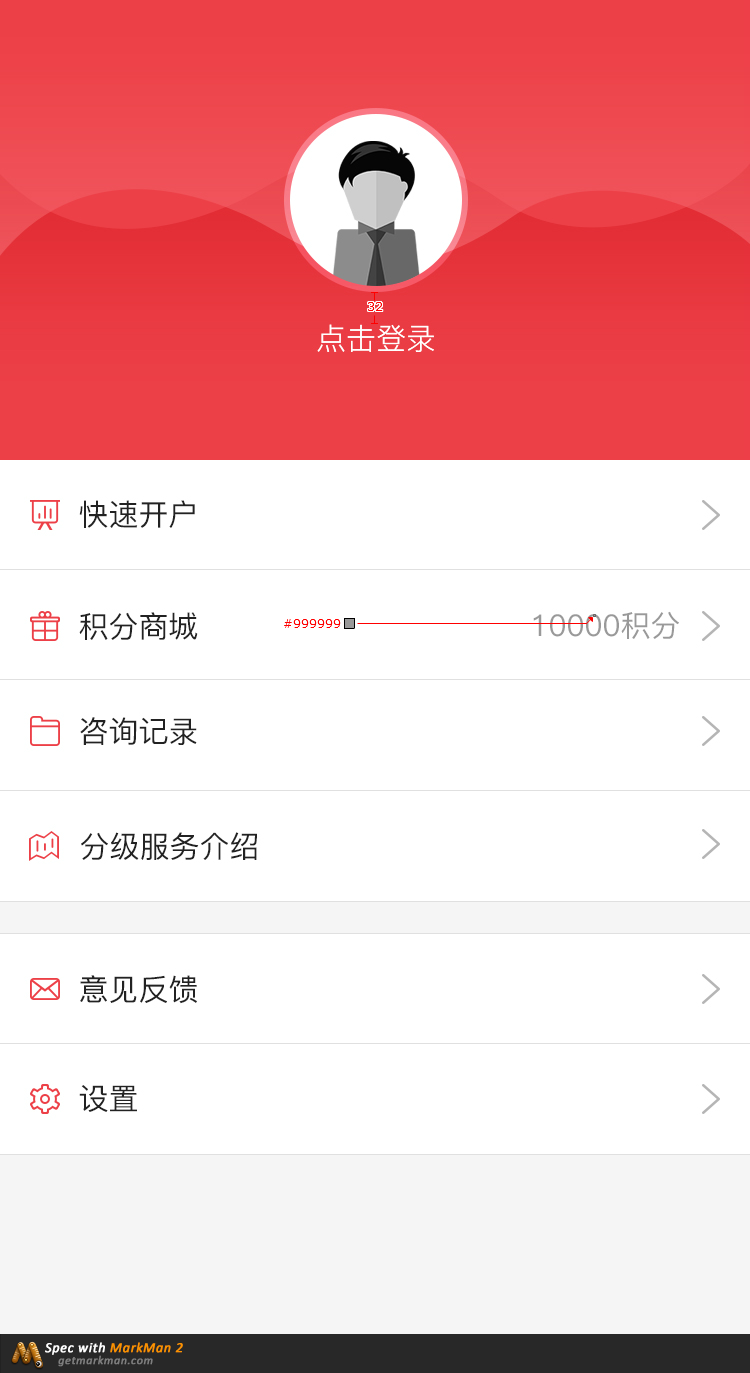 32
点击登录
快速开户
积分商城
#999999
10000积分
咨询记录
分级服务介绍
意见反馈
设置
Spec with MarkMan 2
getmarkman.com